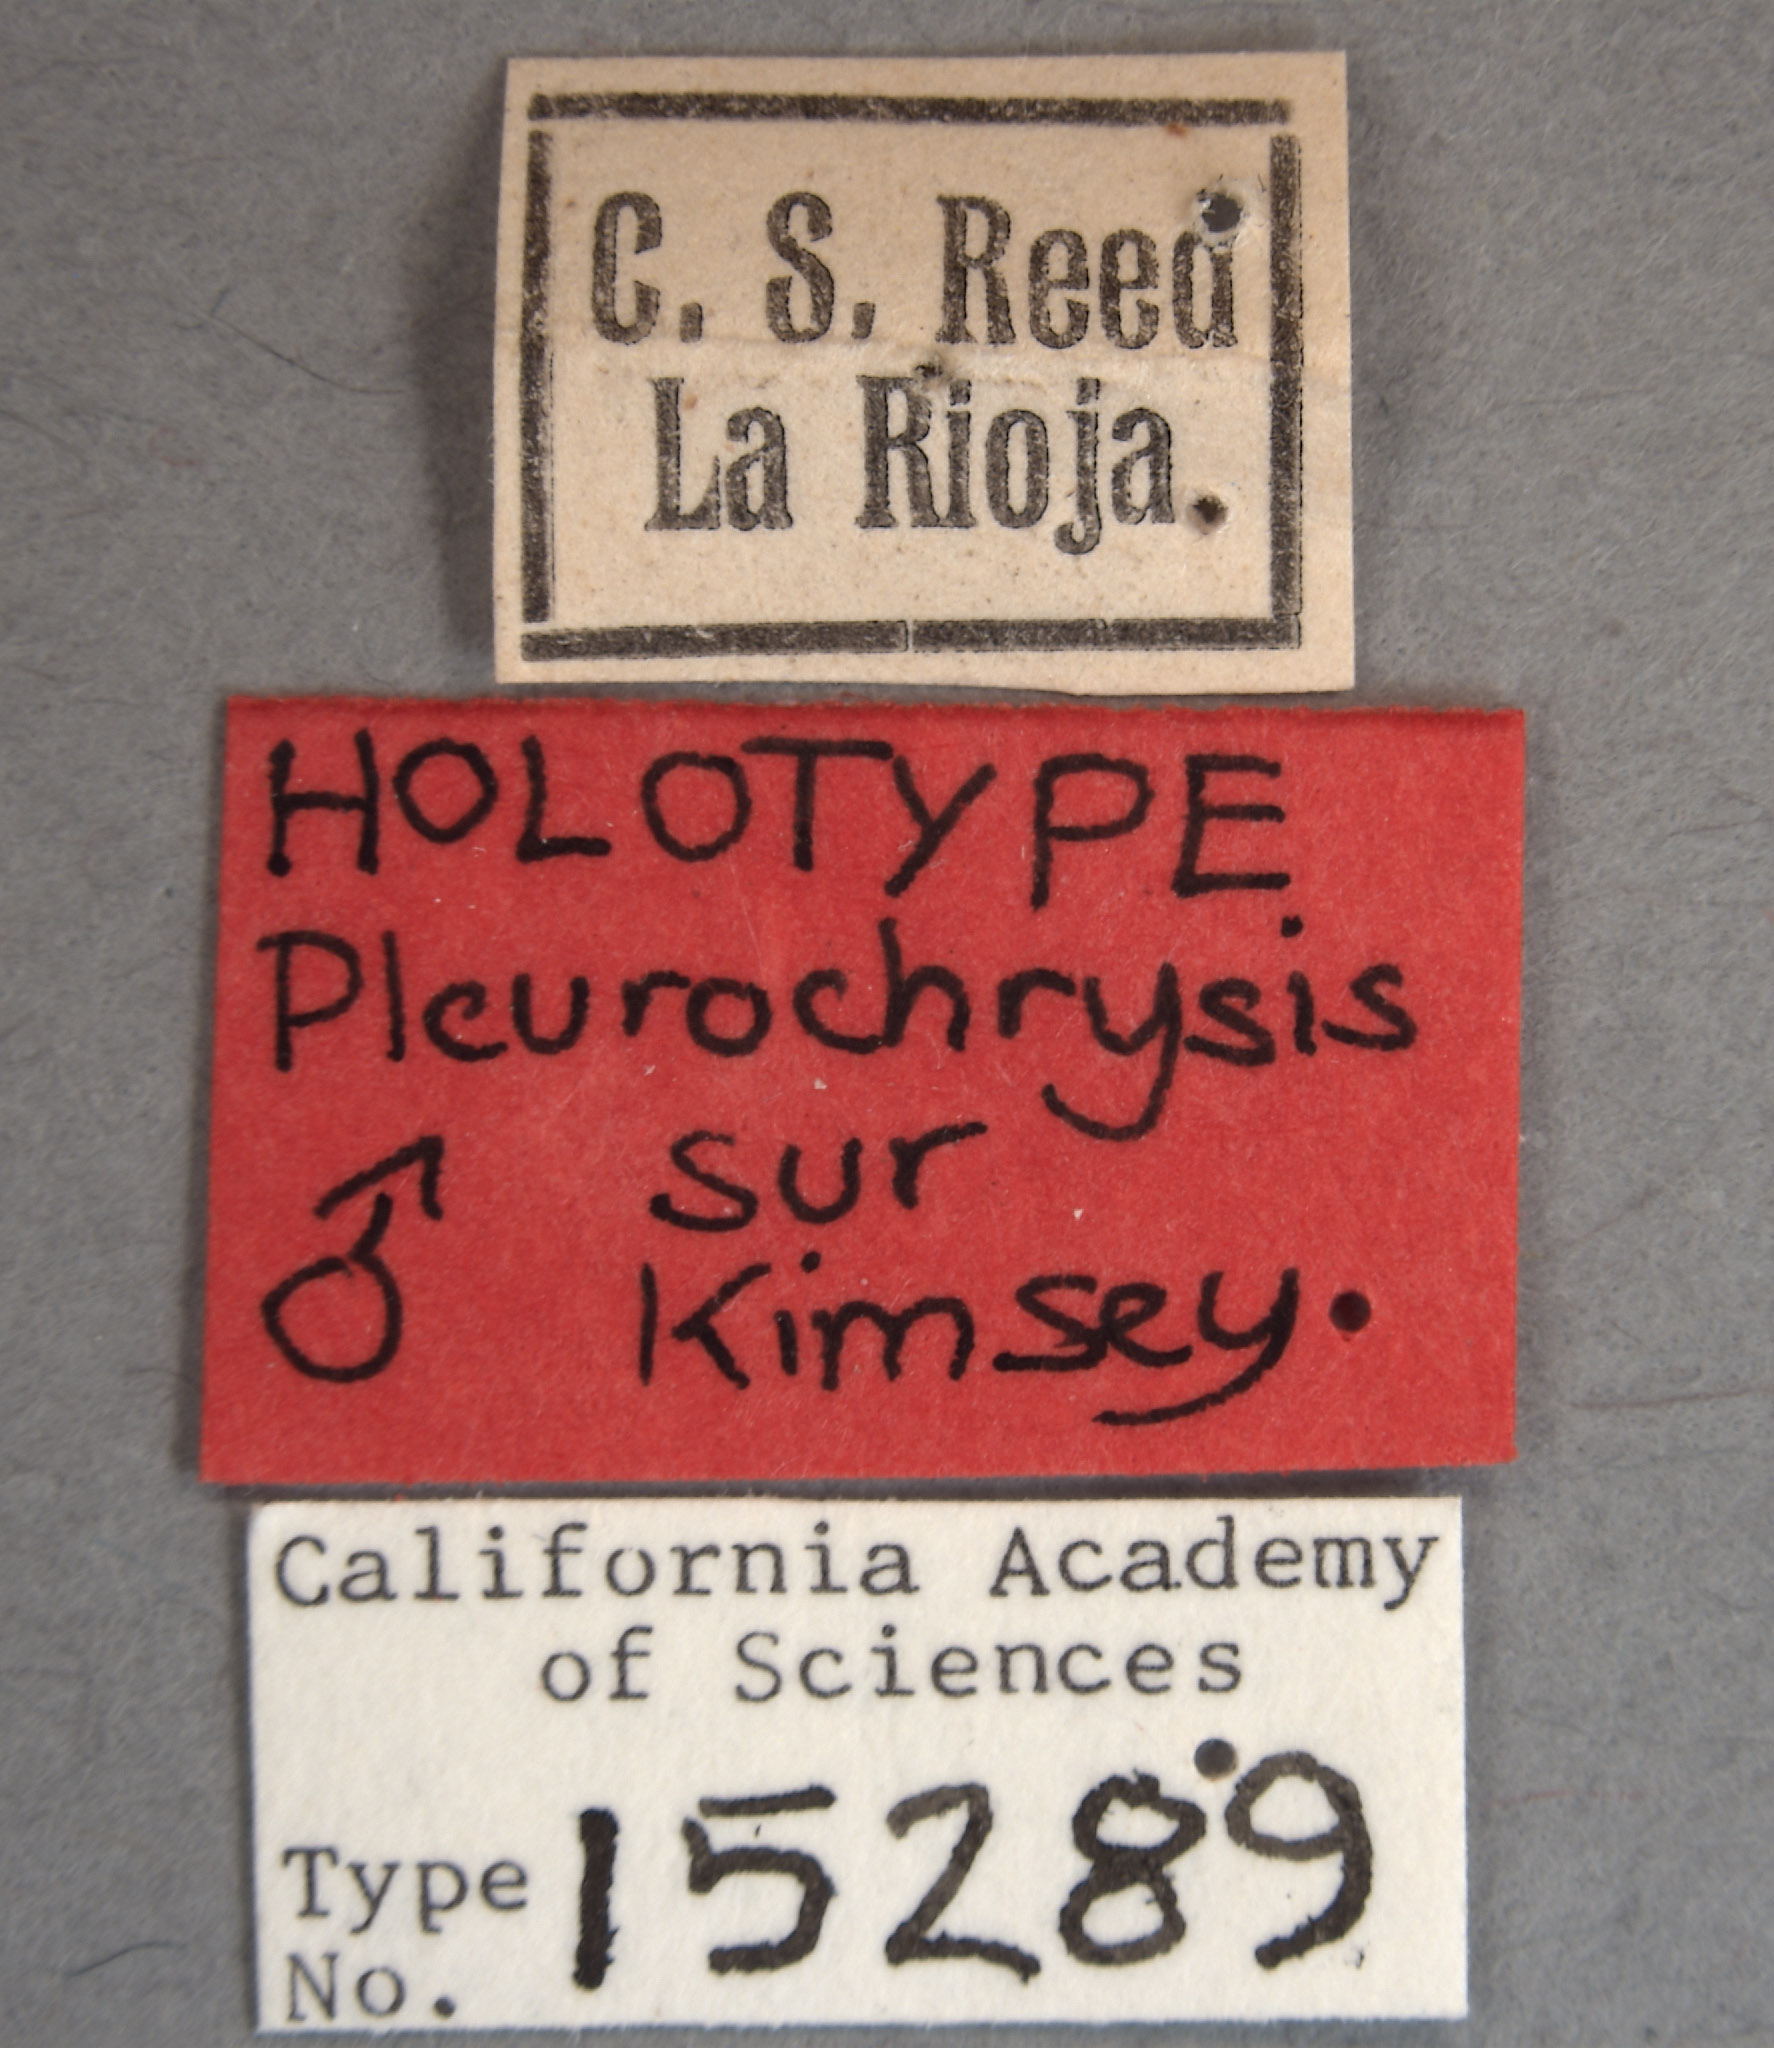 C. S. Reed
La Rioja.
HOLOTYPE
Pleurochrysis
♂ sur
Kimsey
California Academy
of Sciences
Type
No. 15289